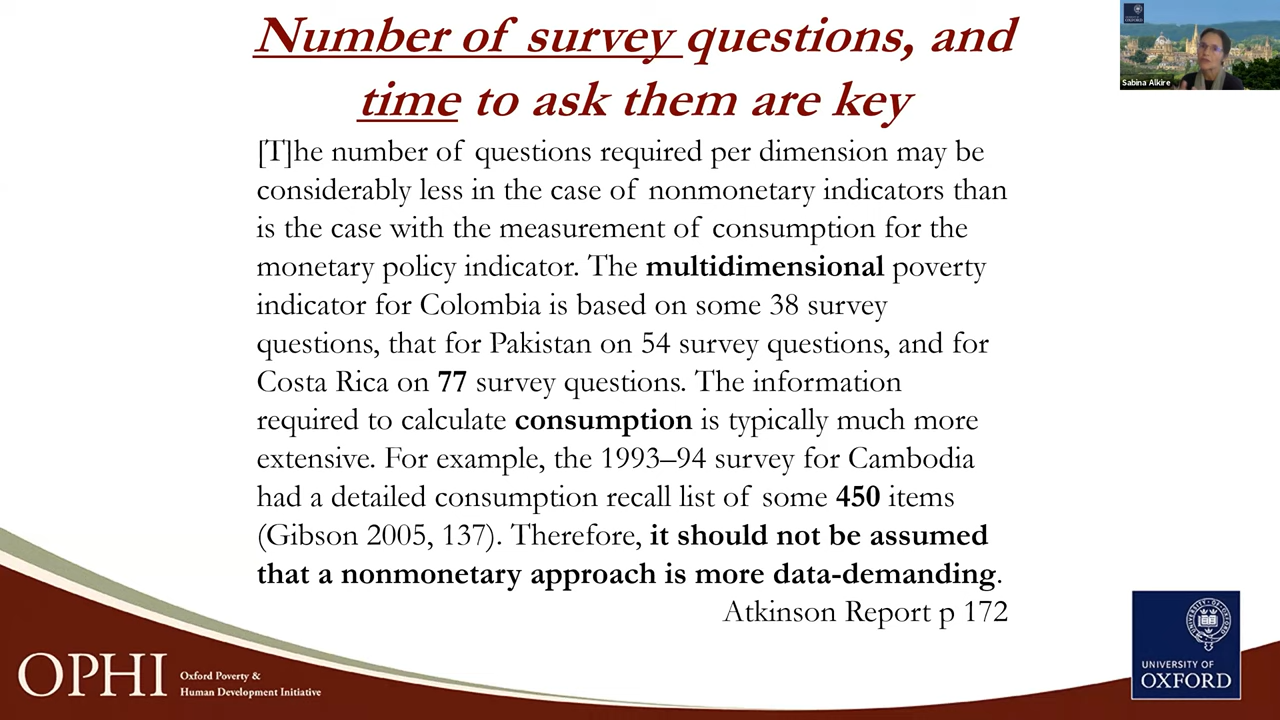 Number of survey questions, and
time to ask them are key
[T]he number of questions required per dimension may be
considerably less in the case of nonmonetary indicators than
is the case with the measurement of consumption for the
monetary policy indicator. The multidimensional poverty
indicator for Colombia is based on some 38 survey
questions, that for Pakistan on 54 survey questions, and for
Costa Rica on 77 survey questions. The information
required to calculate consumption is typically much more
extensive. For example, the 1993–94 survey for Cambodia
had a detailed consumption recall list of some 450 items
(Gibson 2005, 137). Therefore, it should not be assumed
that a nonmonetary approach is more data-demanding.
Atkinson Report p 172
Sabina Alkire
OPHI
Oxford Poverty &
Human Development Initiative
UNIVERSITY OF
OXFORD